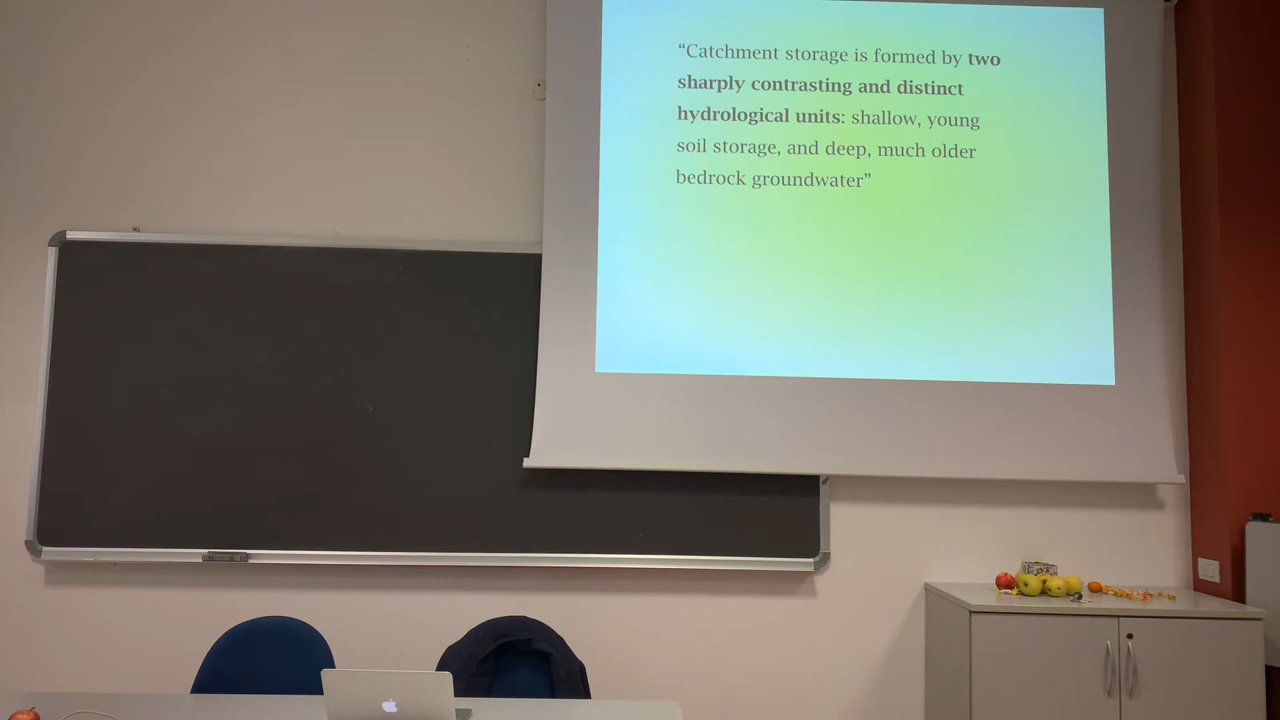 “Catchment storage is formed by two
sharply contrasting and distinct
hydrological units: shallow, young
soil storage, and deep, much older
bedrock groundwater”